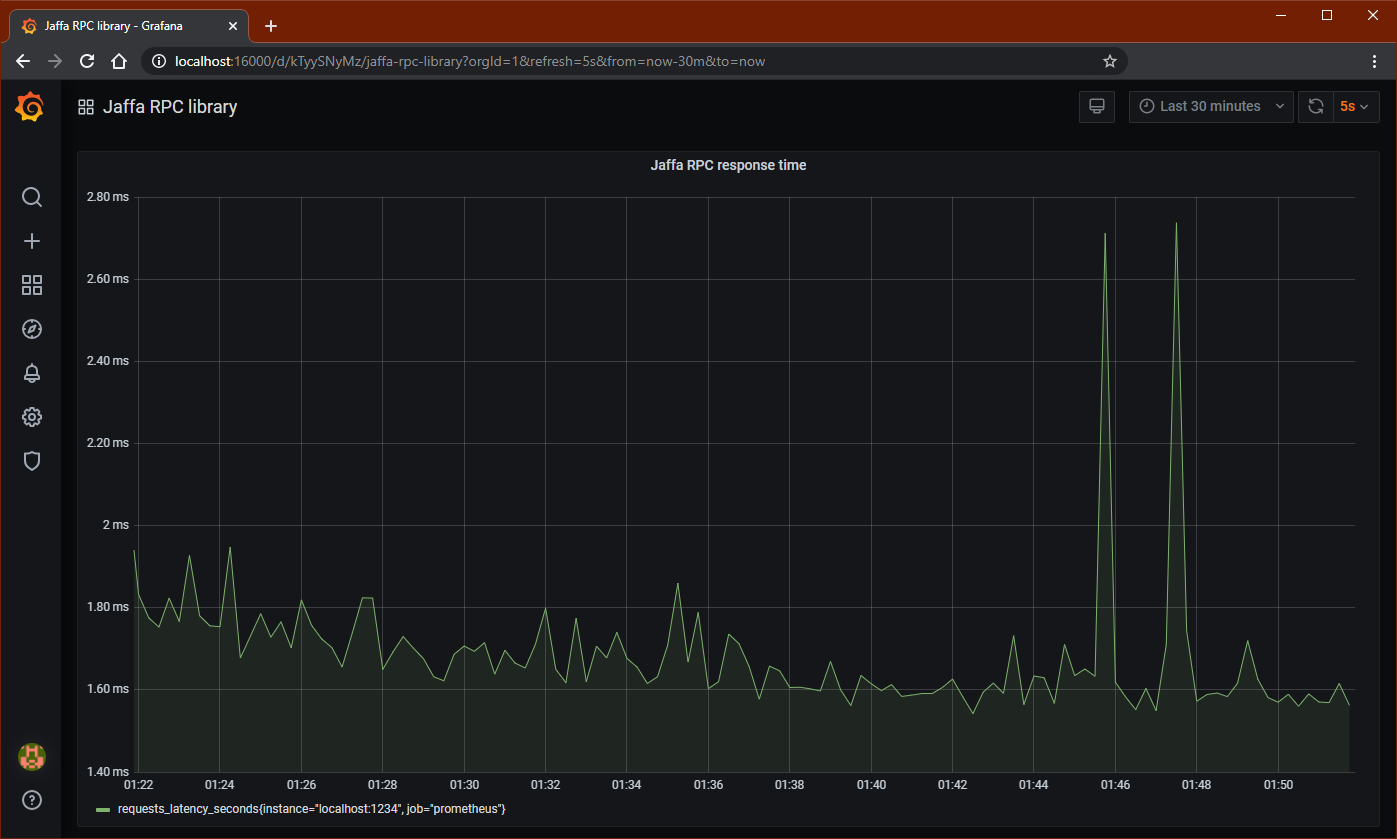 Jaffa RPC library - Grafana
localhost:16000/d/kTyySNyMz/jaffa-rpc-library?orgId=1&refresh=5s&from=now-30m&to=now
Jaffa RPC library
Last 30 minutes
5s
Jaffa RPC response time
2.80 ms
2.60 ms
2.40 ms
2.20 ms
2 ms
1.80 ms
1.60 ms
1.40 ms
01:22 01:24 01:26 01:28 01:30 01:32 01:34 01:36 01:38 01:40 01:42 01:44 01:46 01:48 01:50
requests_latency_seconds{instance="localhost:1234", job="prometheus"}